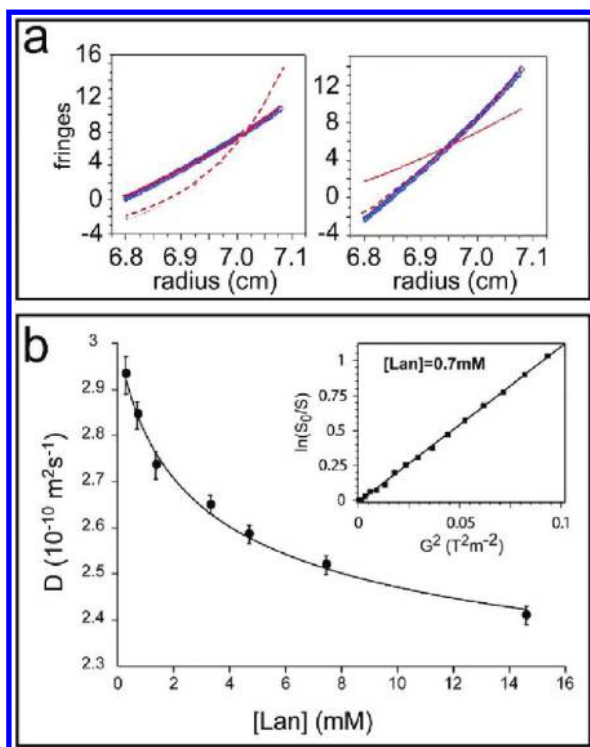 a
16
12
8
4
0
-4
fringes
6.8 6.9 7.0 7.1
radius (cm)
12
8
4
0
-4
6.8 6.9 7.0 7.1
radius (cm)
b
3
2.9
2.8
2.7
2.6
2.5
2.4
2.3
D (10⁻¹⁰ m²s⁻¹)
0 2 4 6 8 10 12 14 16
[Lan] (mM)
[Lan]=0.7mM
1
0.75
0.5
0.25
0
ln(S₀/S)
0 0.05 0.1
G² (T²m⁻²)